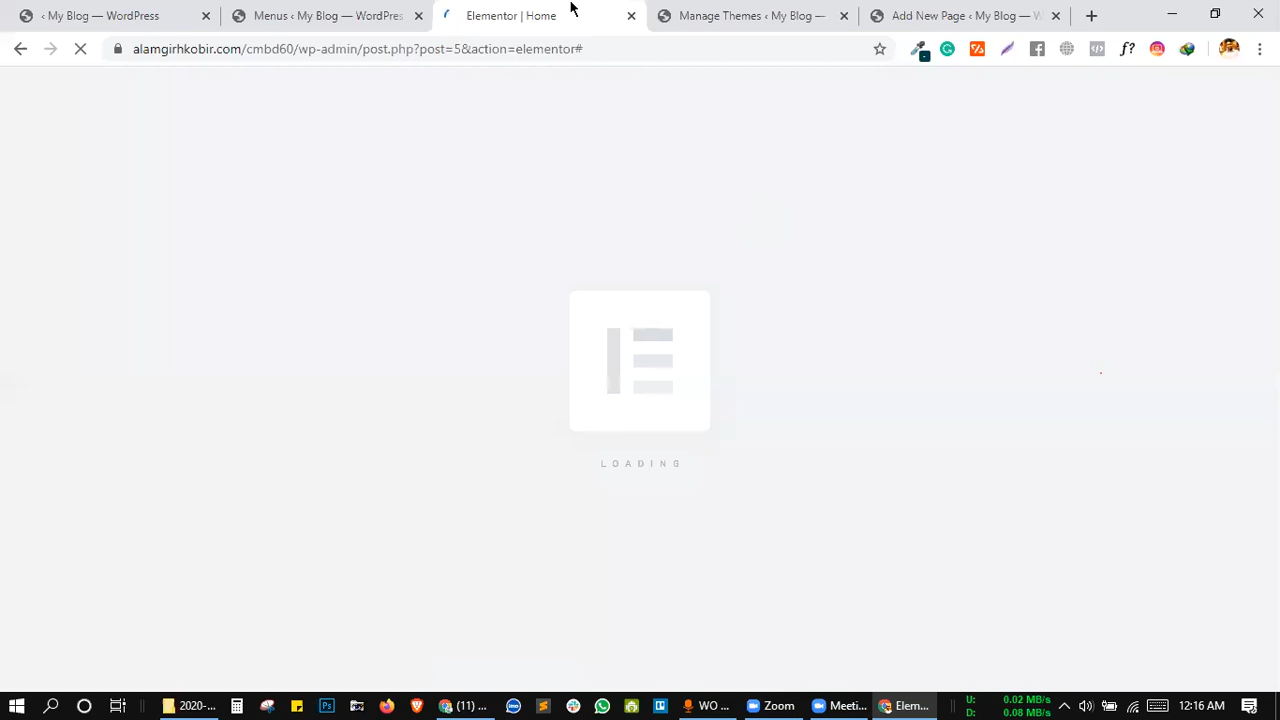 ‹ My Blog — WordPress
Menus ‹ My Blog — WordPres
Elementor | Home
Manage Themes ‹ My Blog —
Add New Page ‹ My Blog — W
alamgirhkobir.com/cmbd60/wp-admin/post.php?post=5&action=elementor#
f?
LOADING
2020-
Ps
(11) ...
WO ...
Zoom
Meeti...
Elem...
U: 0.02 MB/s
D: 0.08 MB/s
12:16 AM